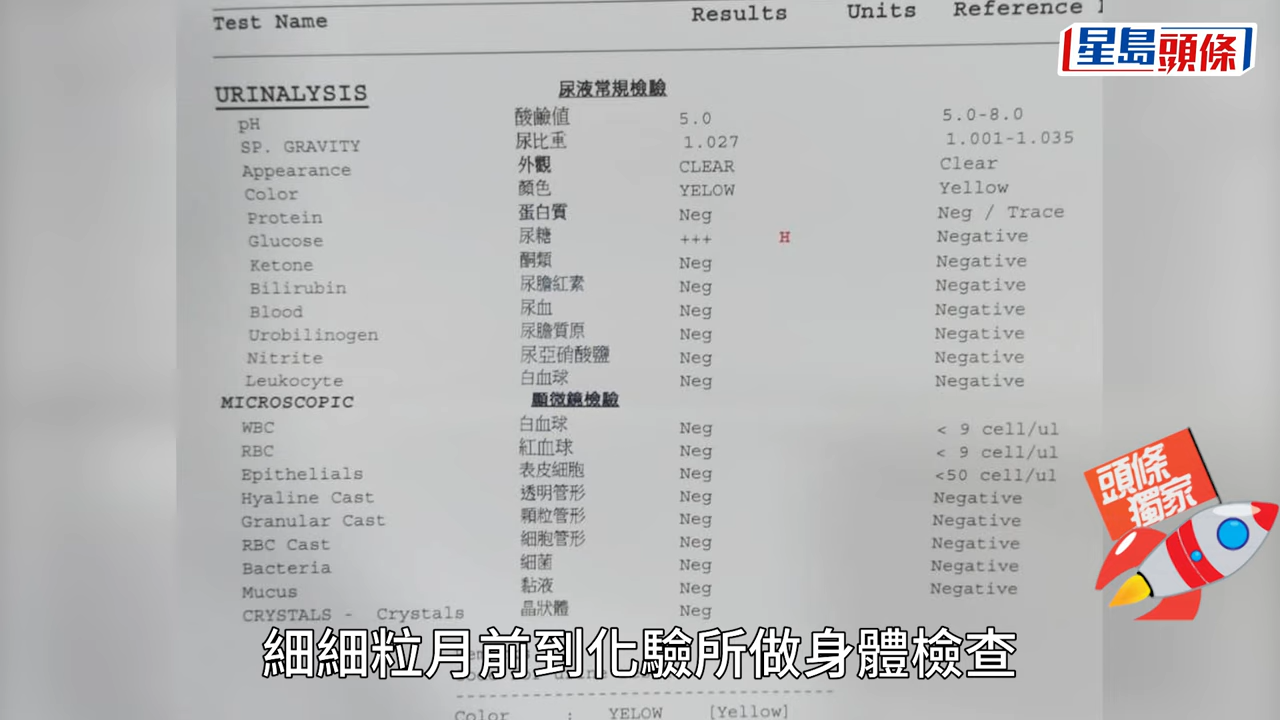 Test Name Results Units Reference
星島頭條
URINALYSIS 尿液常規檢驗
pH 酸鹼值 5.0 5.0-8.0
SP. GRAVITY 尿比重 1.027 1.001-1.035
Appearance 外觀 CLEAR Clear
Color 顏色 YELOW Yellow
Protein 蛋白質 Neg Neg / Trace
Glucose 尿糖 +++ H Negative
Ketone 酮類 Neg Negative
Bilirubin 尿膽紅素 Neg Negative
Blood 尿血 Neg Negative
Urobilinogen 尿膽質原 Neg Negative
Nitrite 尿亞硝酸鹽 Neg Negative
Leukocyte 白血球 Neg Negative
MICROSCOPIC 顯微鏡檢驗
WBC 白血球 Neg < 9 cell/ul
RBC 紅血球 Neg < 9 cell/ul
Epithelials 表皮細胞 Neg <50 cell/ul
Hyaline Cast 透明管形 Neg Negative
Granular Cast 顆粒管形 Neg Negative
RBC Cast 細胞管形 Neg Negative
Bacteria 細菌 Neg Negative
Mucus 黏液 Neg Negative
CRYSTALS - Crystals 晶狀體 Neg
頭條
獨家
細細粒月前到化驗所做身體檢查
Color : YELOW [Yellow]